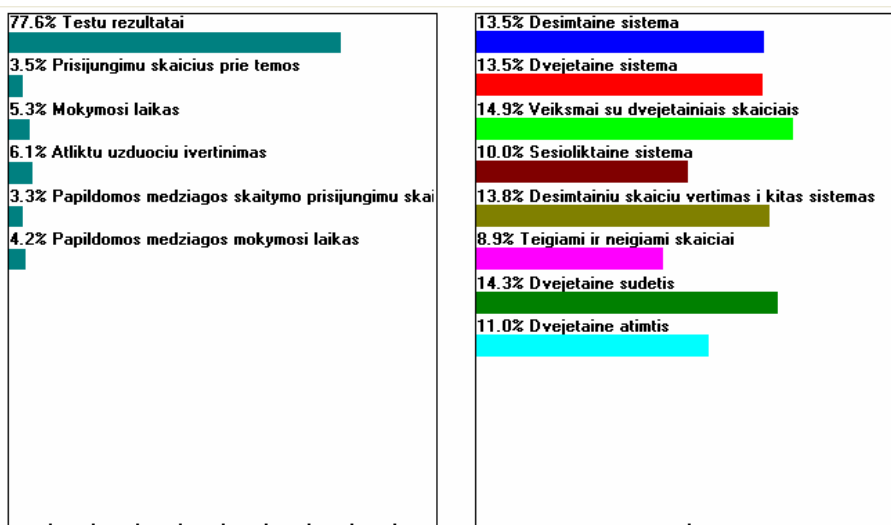 77.6% Testu rezultatai
3.5% Prisijungimu skaicius prie temos
5.3% Mokymosi laikas
6.1% Atliktu uzduociu ivertinimas
3.3% Papildomos medziagos skaitymo prisijungimu skai
4.2% Papildomos medziagos mokymosi laikas
13.5% Desimtaine sistema
13.5% Dvejetaine sistema
14.9% Veiksmai su dvejetainiais skaiciais
10.0% Sesioliktaine sistema
13.8% Desimtainiu skaiciu vertimas i kitas sistemas
8.9% Teigiami ir neigiami skaiciai
14.3% Dvejetaine sudetis
11.0% Dvejetaine atimtis